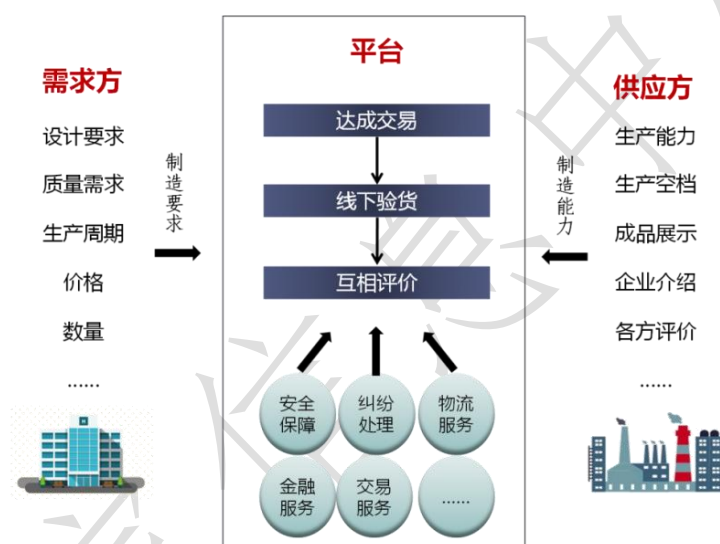 平台
需求方
设计要求
质量需求
生产周期
价格
数量
……
制造要求
达成交易
线下验货
互相评价
安全
保障
纠纷
处理
物流
服务
金融
服务
交易
服务
……
制造能力
供应方
生产能力
生产空档
成品展示
企业介绍
各方评价
……